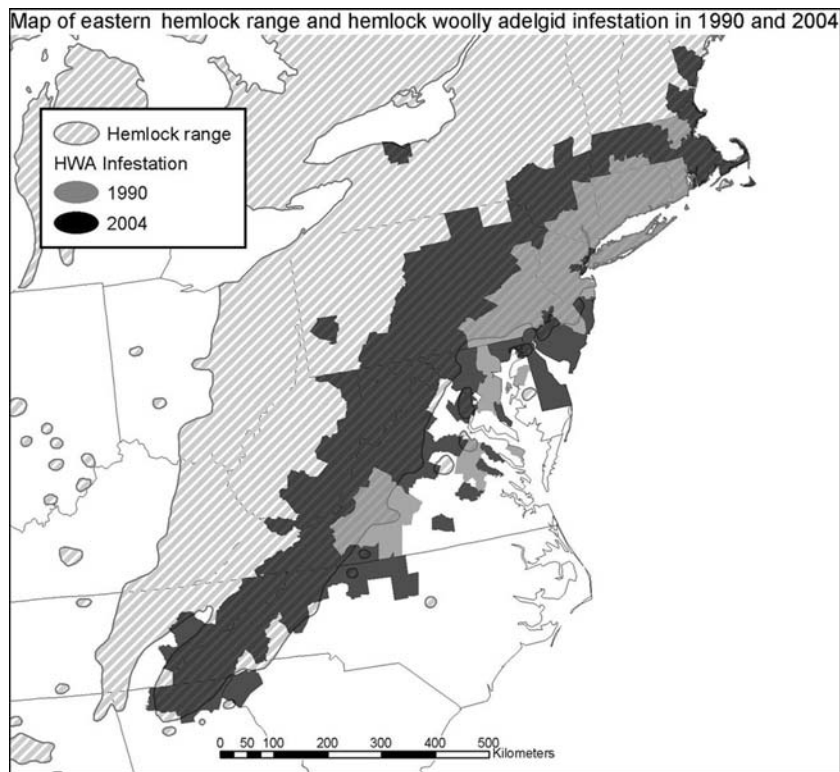 Map of eastern hemlock range and hemlock woolly adelgid infestation in 1990 and 2004
Hemlock range
HWA Infestation
1990
2004
0 50 100 200 300 400 500
Kilometers